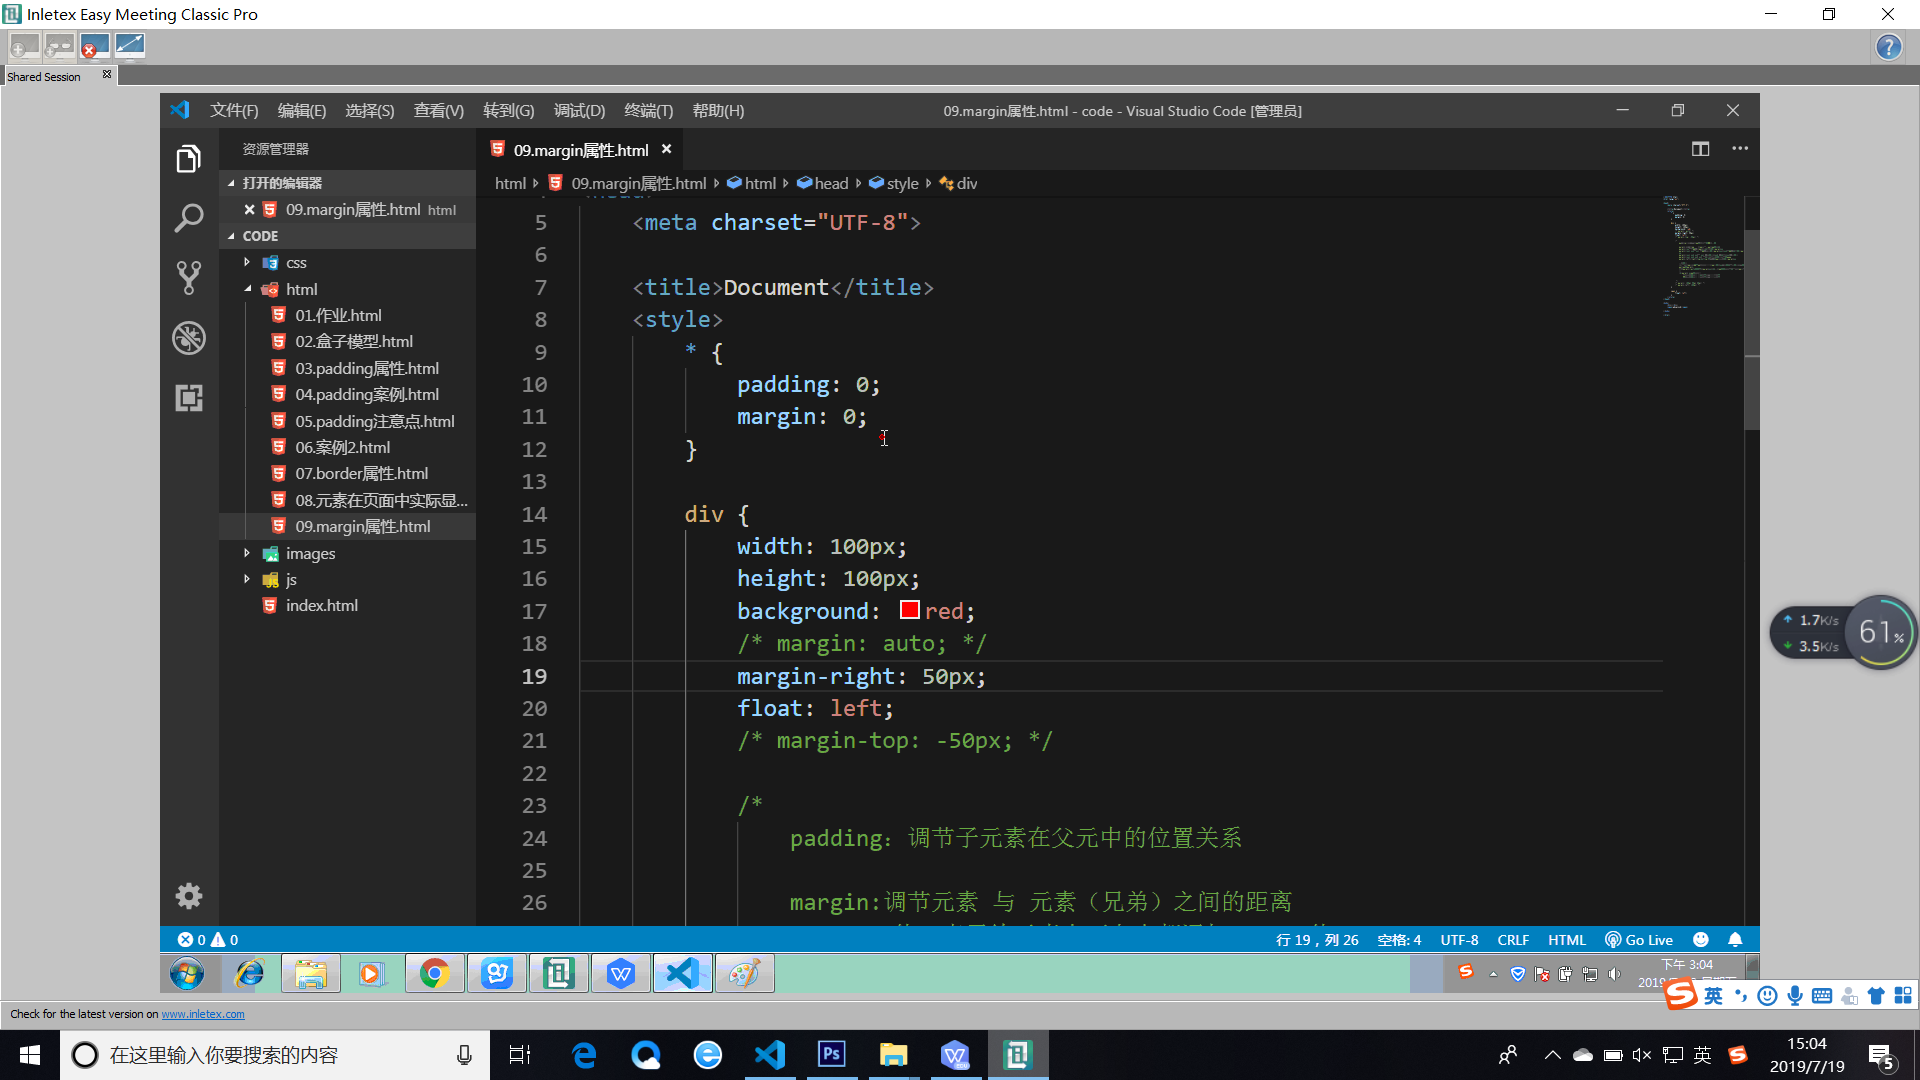 Inletex Easy Meeting Classic Pro
Shared Session
文件(F) 编辑(E) 选择(S) 查看(V) 转到(G) 调试(D) 终端(T) 帮助(H)
09.margin属性.html - code - Visual Studio Code [管理员]
资源管理器
打开的编辑器
09.margin属性.html html
CODE
css
html
01.作业.html
02.盒子模型.html
03.padding属性.html
04.padding案例.html
05.padding注意点.html
06.案例2.html
07.border属性.html
08.元素在页面中实际显...
09.margin属性.html
images
js
index.html
09.margin属性.html
html 09.margin属性.html html head style div
5 <meta charset="UTF-8">
6
7 <title>Document</title>
8 <style>
9 * {
10 padding: 0;
11 margin: 0;
12 }
13
14 div {
15 width: 100px;
16 height: 100px;
17 background: red;
18 /* margin: auto; */
19 margin-right: 50px;
20 float: left;
21 /* margin-top: -50px; */
22
23 /*
24 padding：调节子元素在父元中的位置关系
25
26 margin:调节元素 与 元素（兄弟）之间的距离
0 0
行 19，列 26 空格: 4 UTF-8 CRLF HTML Go Live
1.7K/s
3.5K/s
61%
下午 3:04
英
Check for the latest version on www.inletex.com
在这里输入你要搜索的内容
Ps
英
15:04
2019/7/19
5